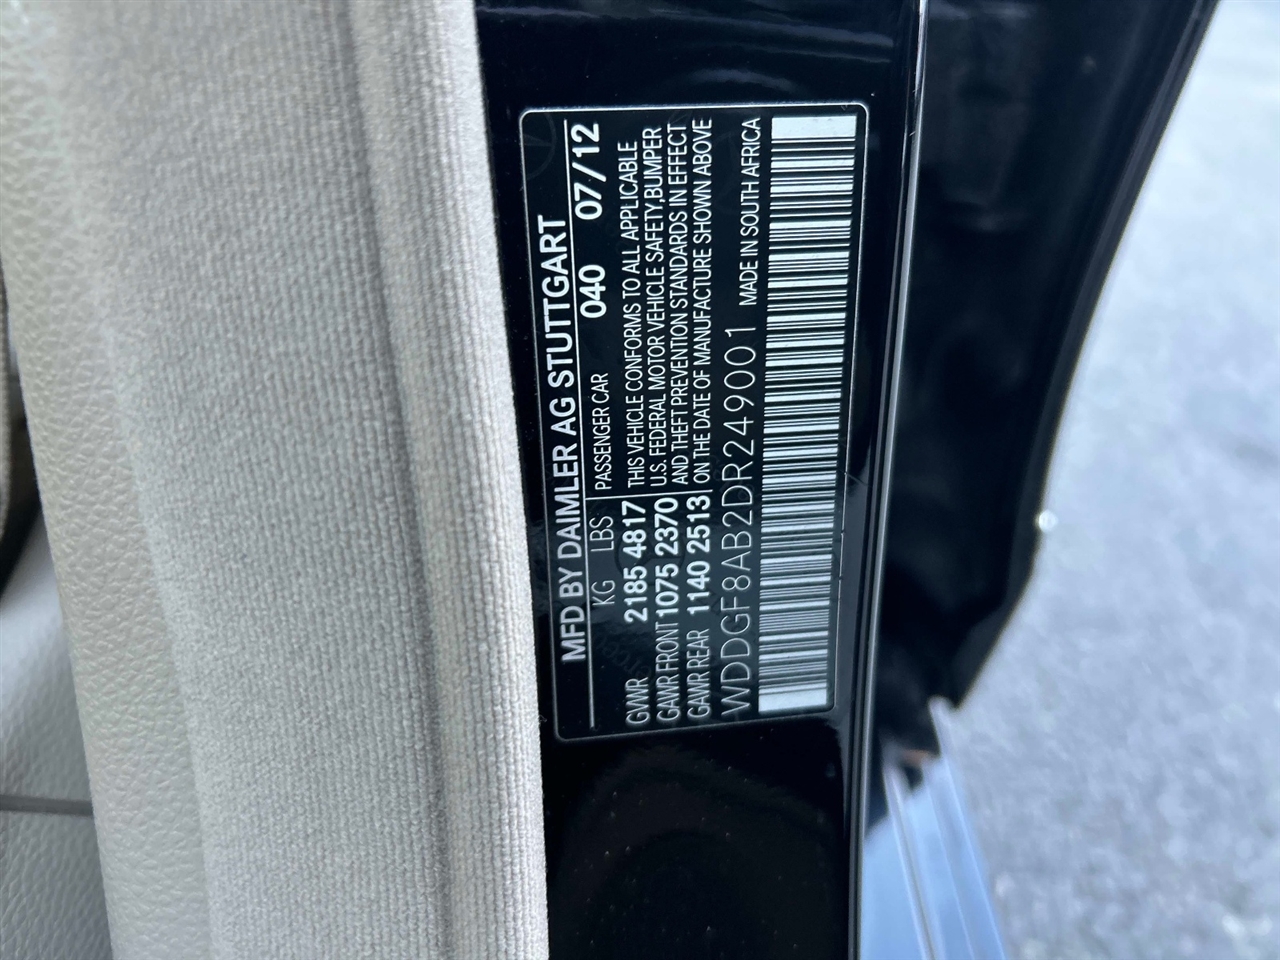 MFD BY DAIMLER AG STUTTGART
KG LBS PASSENGER CAR 040 07/12
GVWR 2185 4817 THIS VEHICLE CONFORMS TO ALL APPLICABLE
GAWR FRONT 1075 2370 U.S. FEDERAL MOTOR VEHICLE SAFETY,BUMPER
GAWR REAR 1140 2513 AND THEFT PREVENTION STANDARDS IN EFFECT
ON THE DATE OF MANUFACTURE SHOWN ABOVE
WDDGF8AB2DR249001 MADE IN SOUTH AFRICA